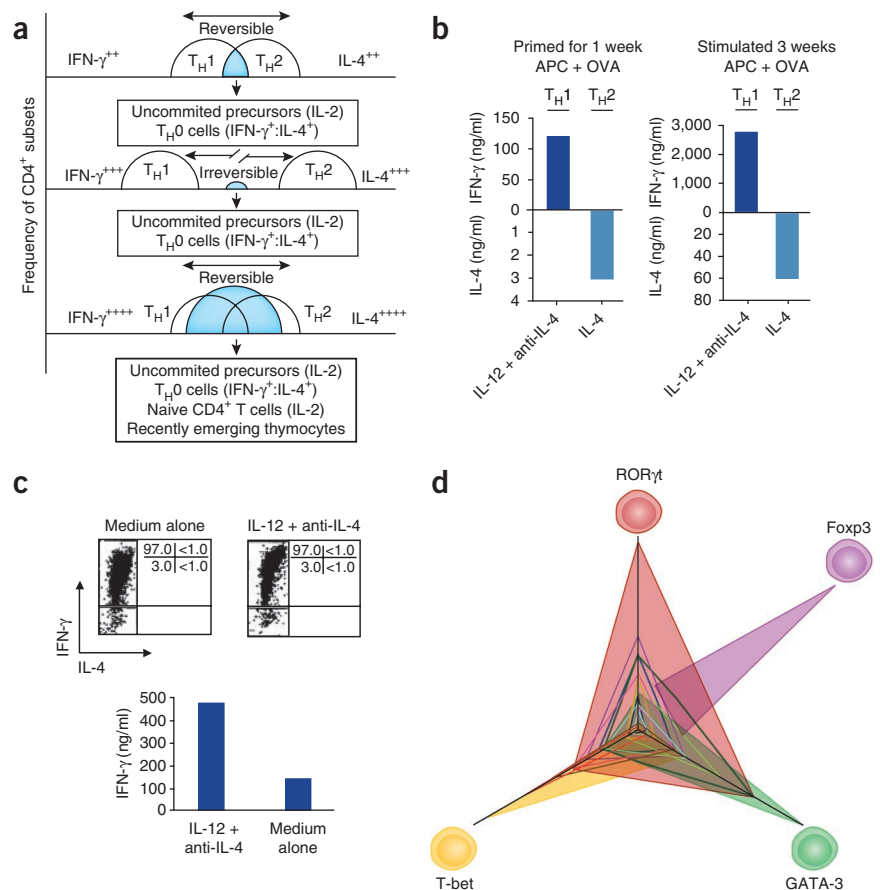 a
Reversible
IFN-γ++ TH1 TH2 IL-4++
Uncommited precursors (IL-2)
TH0 cells (IFN-γ+:IL-4+)
IFN-γ+++ TH1 Irreversible TH2 IL-4+++
Uncommited precursors (IL-2)
TH0 cells (IFN-γ+:IL-4+)
Reversible
IFN-γ++++ TH1 TH2 IL-4++++
Uncommited precursors (IL-2)
TH0 cells (IFN-γ+:IL-4+)
Naive CD4+ T cells (IL-2)
Recently emerging thymocytes
Frequency of CD4+ subsets
b
Primed for 1 week
APC + OVA
TH1 TH2
IFN-γ (ng/ml)
150
100
50
0
IL-4 (ng/ml)
1
2
3
4
IL-12 + anti-IL-4
IL-4
Stimulated 3 weeks
APC + OVA
TH1 TH2
IFN-γ (ng/ml)
3,000
2,000
1,000
0
IL-4 (ng/ml)
20
40
60
80
IL-12 + anti-IL-4
IL-4
c
Medium alone
97.0 <1.0
3.0 <1.0
IL-12 + anti-IL-4
97.0 <1.0
3.0 <1.0
IFN-γ
IL-4
IFN-γ (ng/ml)
500
400
300
200
100
0
IL-12 +
anti-IL-4
Medium
alone
d
RORγt
Foxp3
T-bet
GATA-3